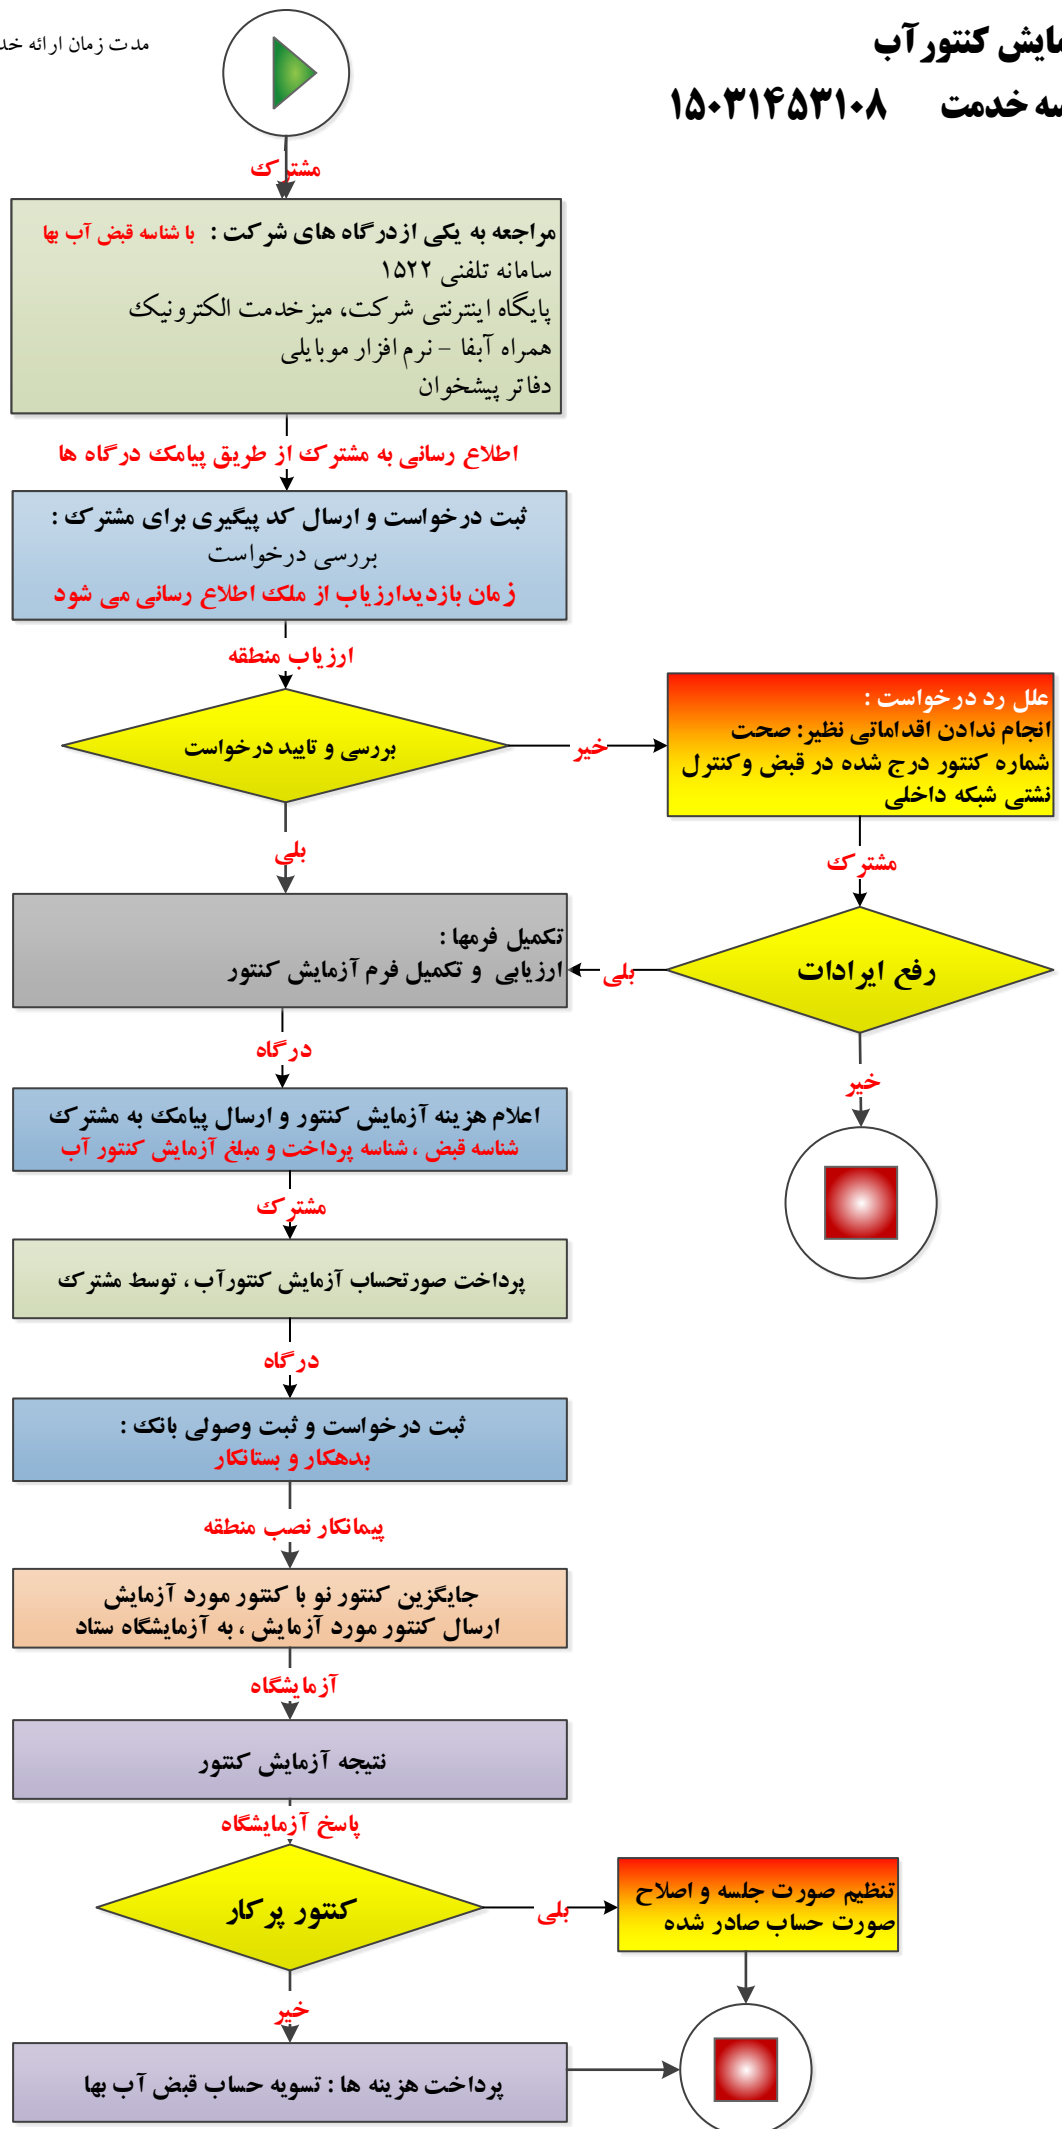 آزمایش کنتور آب
شناسه خدمت ۱۵۰۳۱۴۵۳۱۰۸
مدت زمان ارائه
مشترک
مراجعه به یکی از درگاه های شرکت : با شناسه قبض آب بها
سامانه تلفنی ۱۵۲۲
پایگاه اینترنتی شرکت، میز خدمت الکترونیک
همراه آبفا – نرم افزار موبایلی
دفاتر پیشخوان
اطلاع رسانی به مشترک از طریق پیامک درگاه ها
ثبت درخواست و ارسال کد پیگیری برای مشترک :
بررسی درخواست
زمان بازدیدارزیاب از ملک اطلاع رسانی می شود
ارزیاب منطقه
بررسی و تایید درخواست
خیر
علل رد درخواست :
انجام ندادن اقداماتی نظیر: صحت
شماره کنتور درج شده در قبض وکنترل
نشتی شبکه داخلی
بلی
مشترک
تکمیل فرمها :
ارزیابی و تکمیل فرم آزمایش کنتور
بلی
رفع ایرادات
خیر
درگاه
اعلام هزینه آزمایش کنتور و ارسال پیامک به مشترک
شناسه قبض ، شناسه پرداخت و مبلغ آزمایش کنتور آب
مشترک
پرداخت صورتحساب آزمایش کنتورآب ، توسط مشترک
درگاه
ثبت درخواست و ثبت وصولی بانک :
بدهکار و بستانکار
پیمانکار نصب منطقه
جایگزین کنتور نو با کنتور مورد آزمایش
ارسال کنتور مورد آزمایش ، به آزمایشگاه ستاد
آزمایشگاه
نتیجه آزمایش کنتور
پاسخ آزمایشگاه
کنتور پرکار
بلی
تنظیم صورت جلسه و اصلاح
صورت حساب صادر شده
خیر
پرداخت هزینه ها : تسویه حساب قبض آب بها